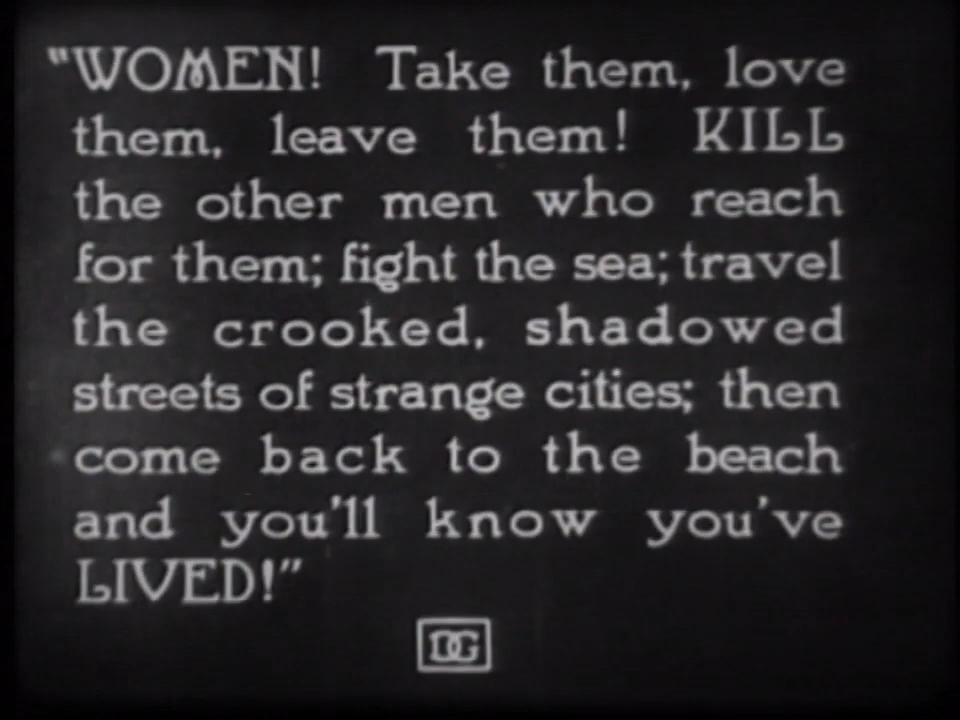 "WOMEN! Take them, love
them, leave them! KILL
the other men who reach
for them; fight the sea; travel
the crooked, shadowed
streets of strange cities; then
come back to the beach
and you'll know you've
LIVED!"
DG